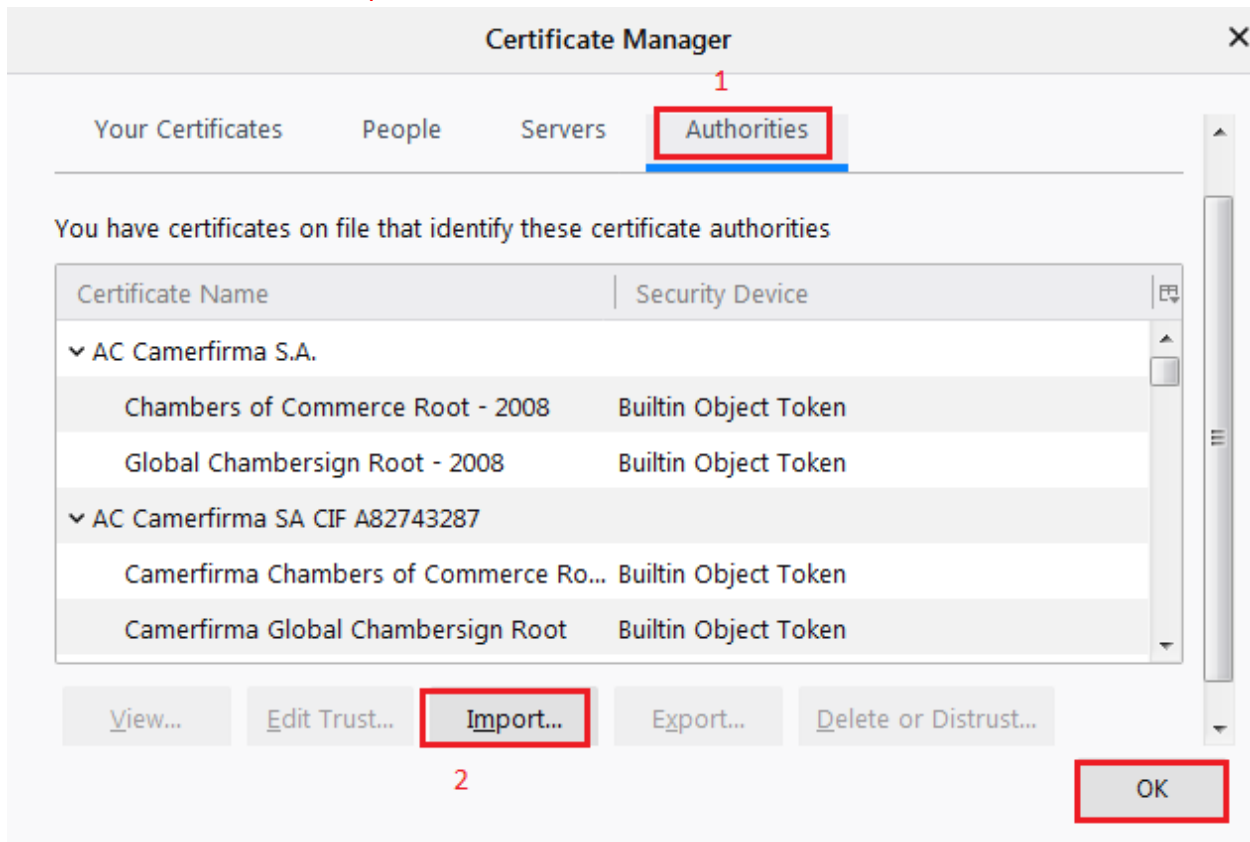 Certificate Manager
1
Your Certificates People Servers Authorities
You have certificates on file that identify these certificate authorities
Certificate Name Security Device
AC Camerfirma S.A.
Chambers of Commerce Root - 2008 Builtin Object Token
Global Chambersign Root - 2008 Builtin Object Token
AC Camerfirma SA CIF A82743287
Camerfirma Chambers of Commerce Ro... Builtin Object Token
Camerfirma Global Chambersign Root Builtin Object Token
View... Edit Trust... Import... Export... Delete or Distrust...
2
OK